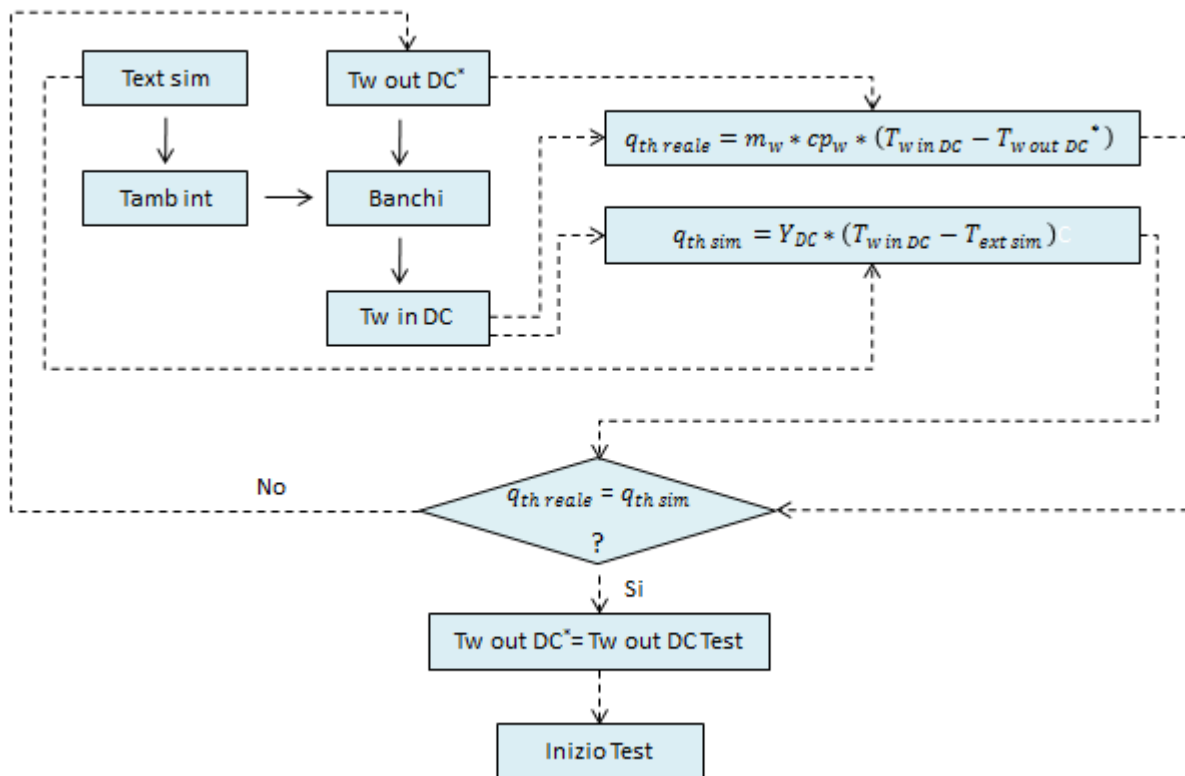 Text sim
Tw out DC*
q_th reale = m_w * cp_w * (T_w in DC − T_w out DC*)
Tamb int
Banchi
q_th sim = Y_DC * (T_w in DC − T_ext sim) C
Tw in DC
No
q_th reale = q_th sim
?
Si
Tw out DC*= Tw out DC Test
Inizio Test